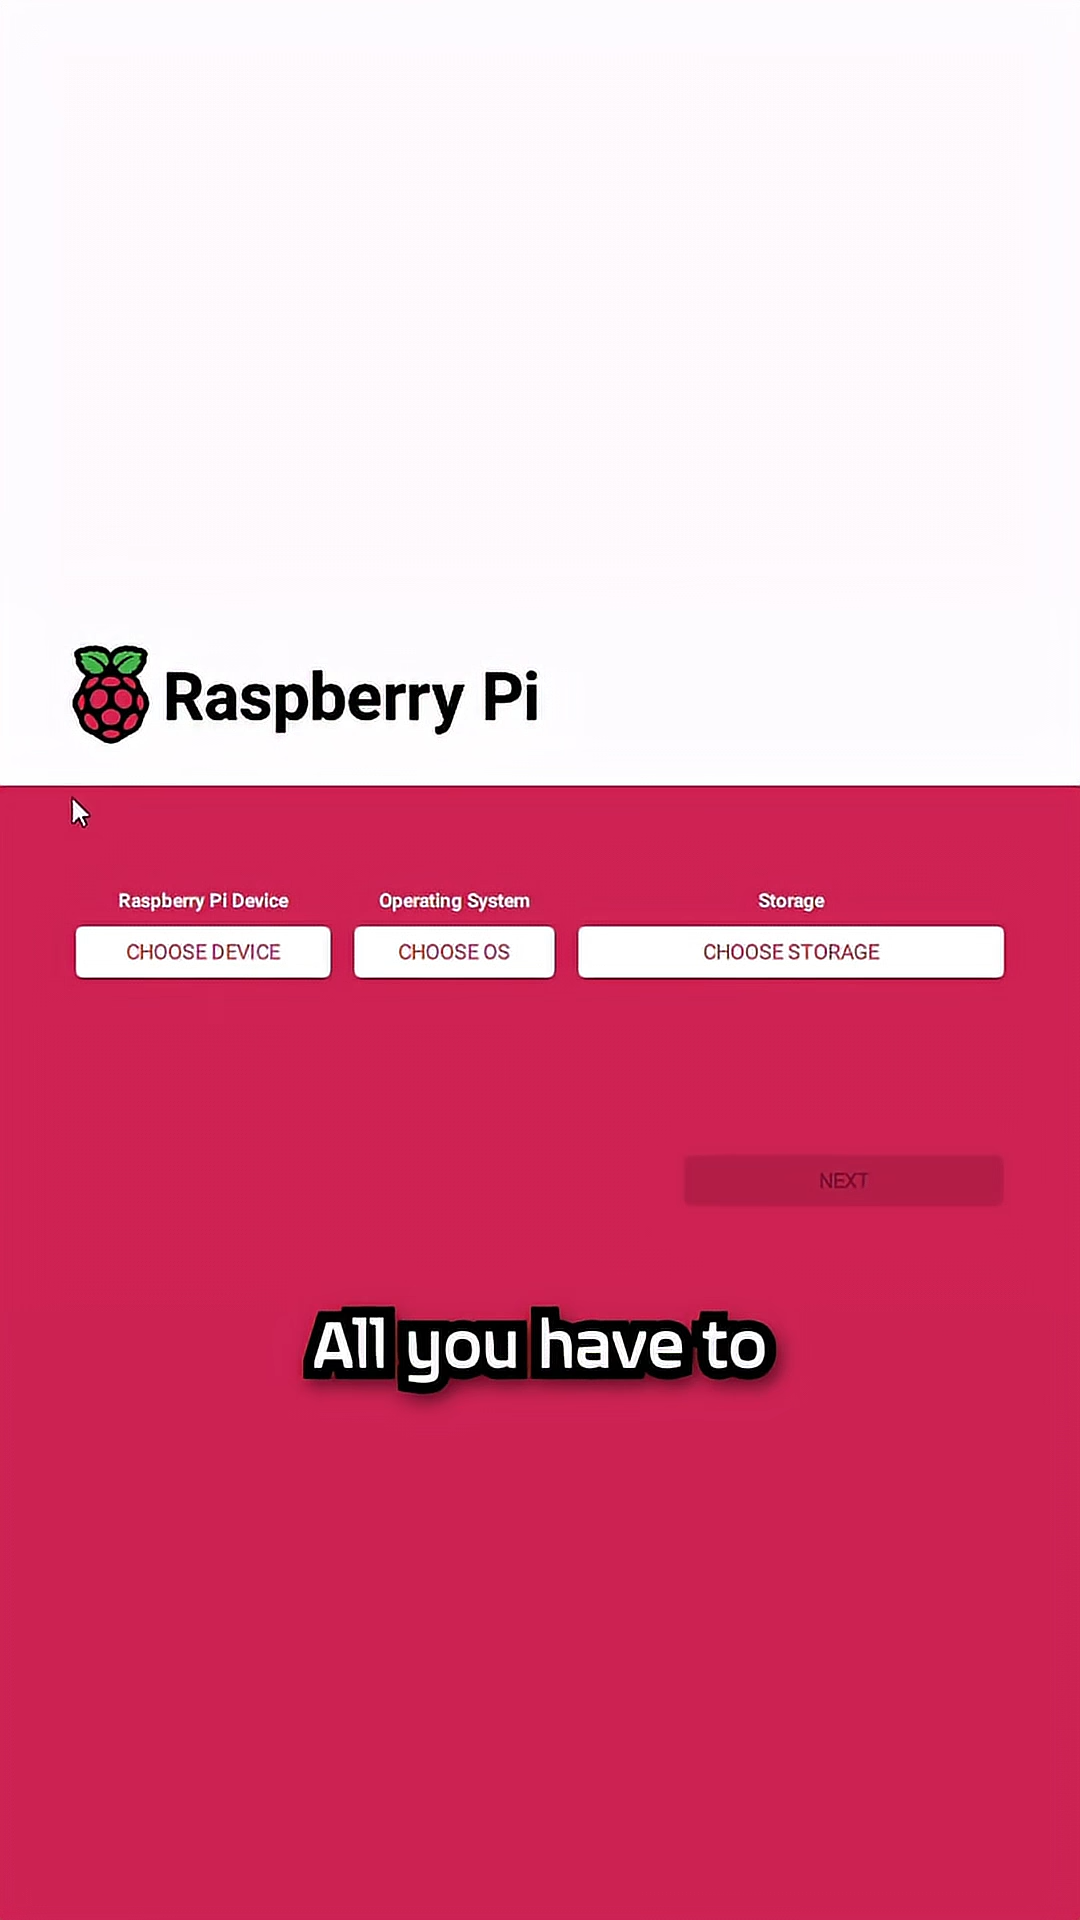 Raspberry Pi
Raspberry Pi Device Operating System Storage
CHOOSE DEVICE CHOOSE OS CHOOSE STORAGE
NEXT
All you have to